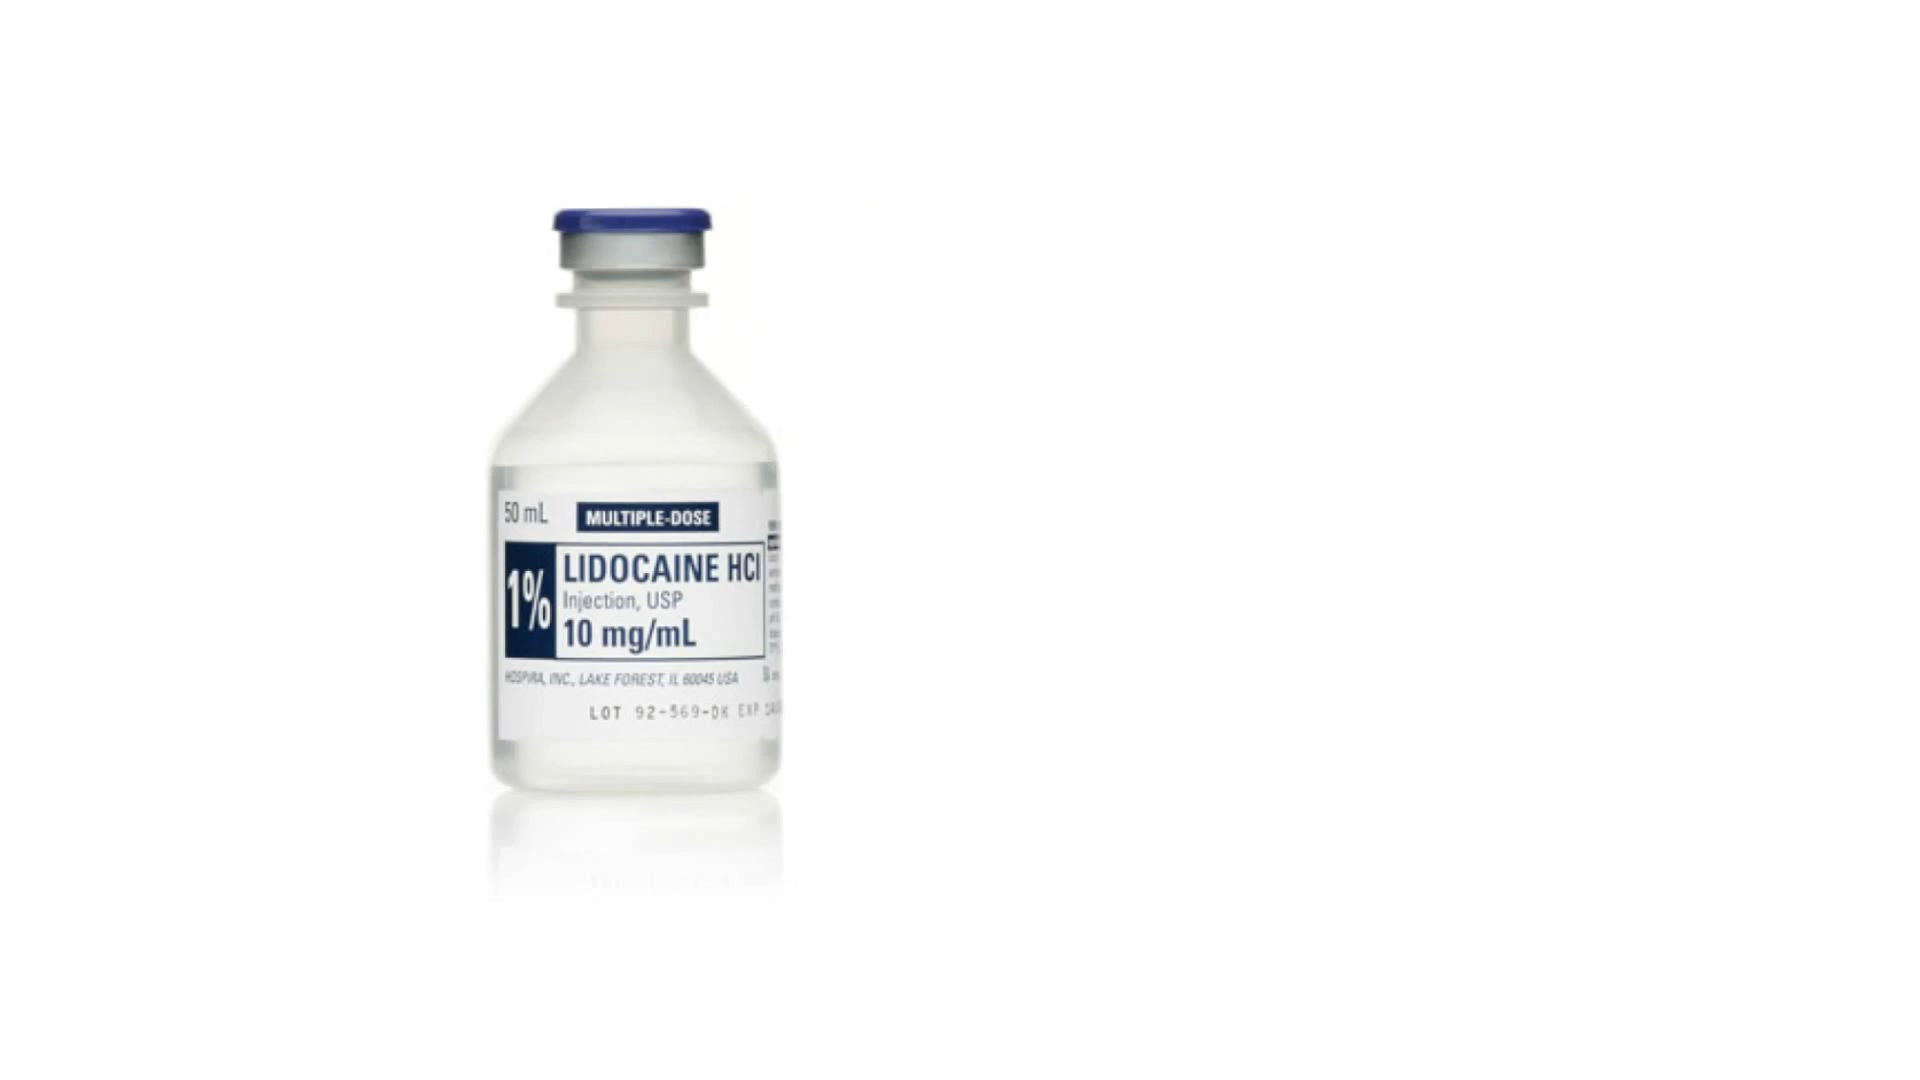 50 mL MULTIPLE-DOSE
1% LIDOCAINE HCl
Injection, USP
10 mg/mL
HOSPIRA, INC., LAKE FOREST, IL 60045 USA
LOT 92-569-DK EXP